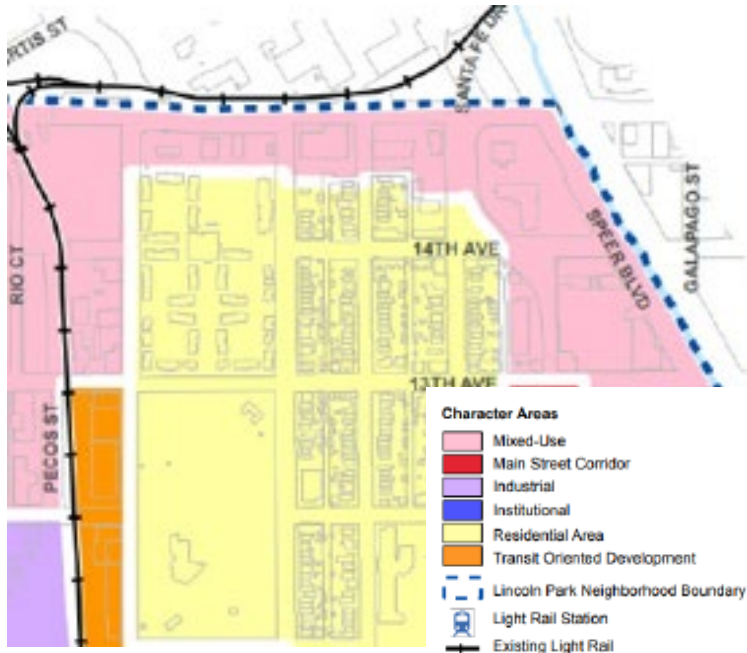 RTIS ST
SANTA FE DR
GALAPAGO ST
SPEER BLVD
14TH AVE
RIO CT
13TH AVE
PECOS ST
Character Areas
Mixed-Use
Main Street Corridor
Industrial
Institutional
Residential Area
Transit Oriented Development
Lincoln Park Neighborhood Boundary
Light Rail Station
Existing Light Rail